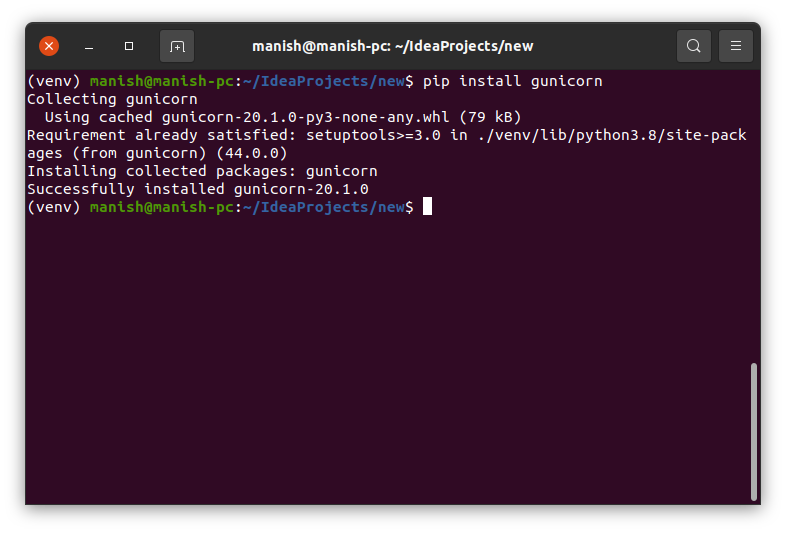 manish@manish-pc: ~/IdeaProjects/new
(venv) manish@manish-pc:~/IdeaProjects/new$ pip install gunicorn
Collecting gunicorn
  Using cached gunicorn-20.1.0-py3-none-any.whl (79 kB)
Requirement already satisfied: setuptools>=3.0 in ./venv/lib/python3.8/site-pack
ages (from gunicorn) (44.0.0)
Installing collected packages: gunicorn
Successfully installed gunicorn-20.1.0
(venv) manish@manish-pc:~/IdeaProjects/new$